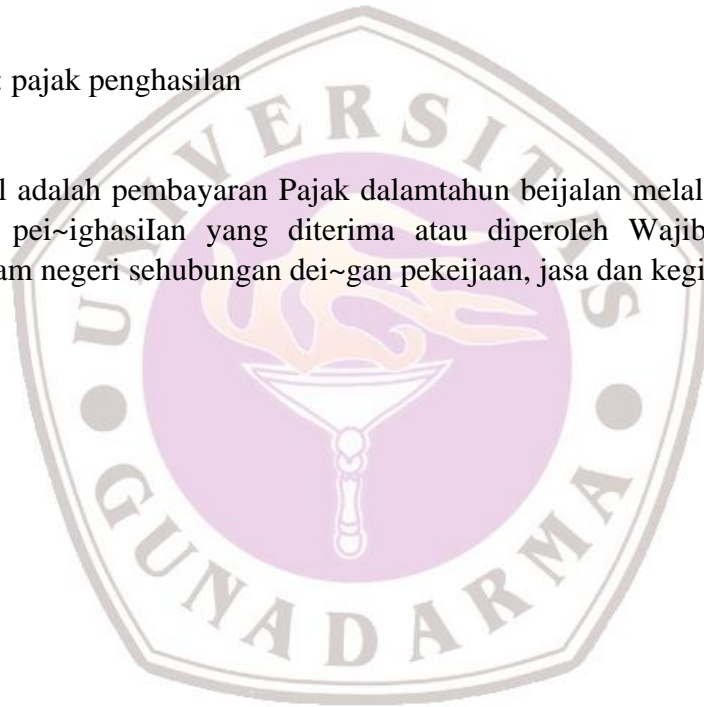 : pajak penghasilan
l adalah pembayaran Pajak dalamtahun beijalan melal
pei~ighasiIan yang diterima atau diperoleh Wajib
am negeri sehubungan dei~gan pekeijaan, jasa dan kegi
UNIVERSITAS
GUNADARMA